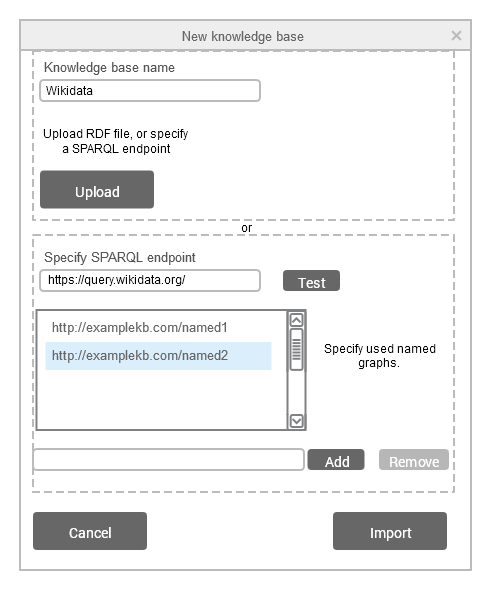 New knowledge base
Knowledge base name
Wikidata
Upload RDF file, or specify
a SPARQL endpoint
Upload
or
Specify SPARQL endpoint
https://query.wikidata.org/
Test
http://examplekb.com/named1
http://examplekb.com/named2
Specify used named
graphs.
Add
Remove
Cancel
Import